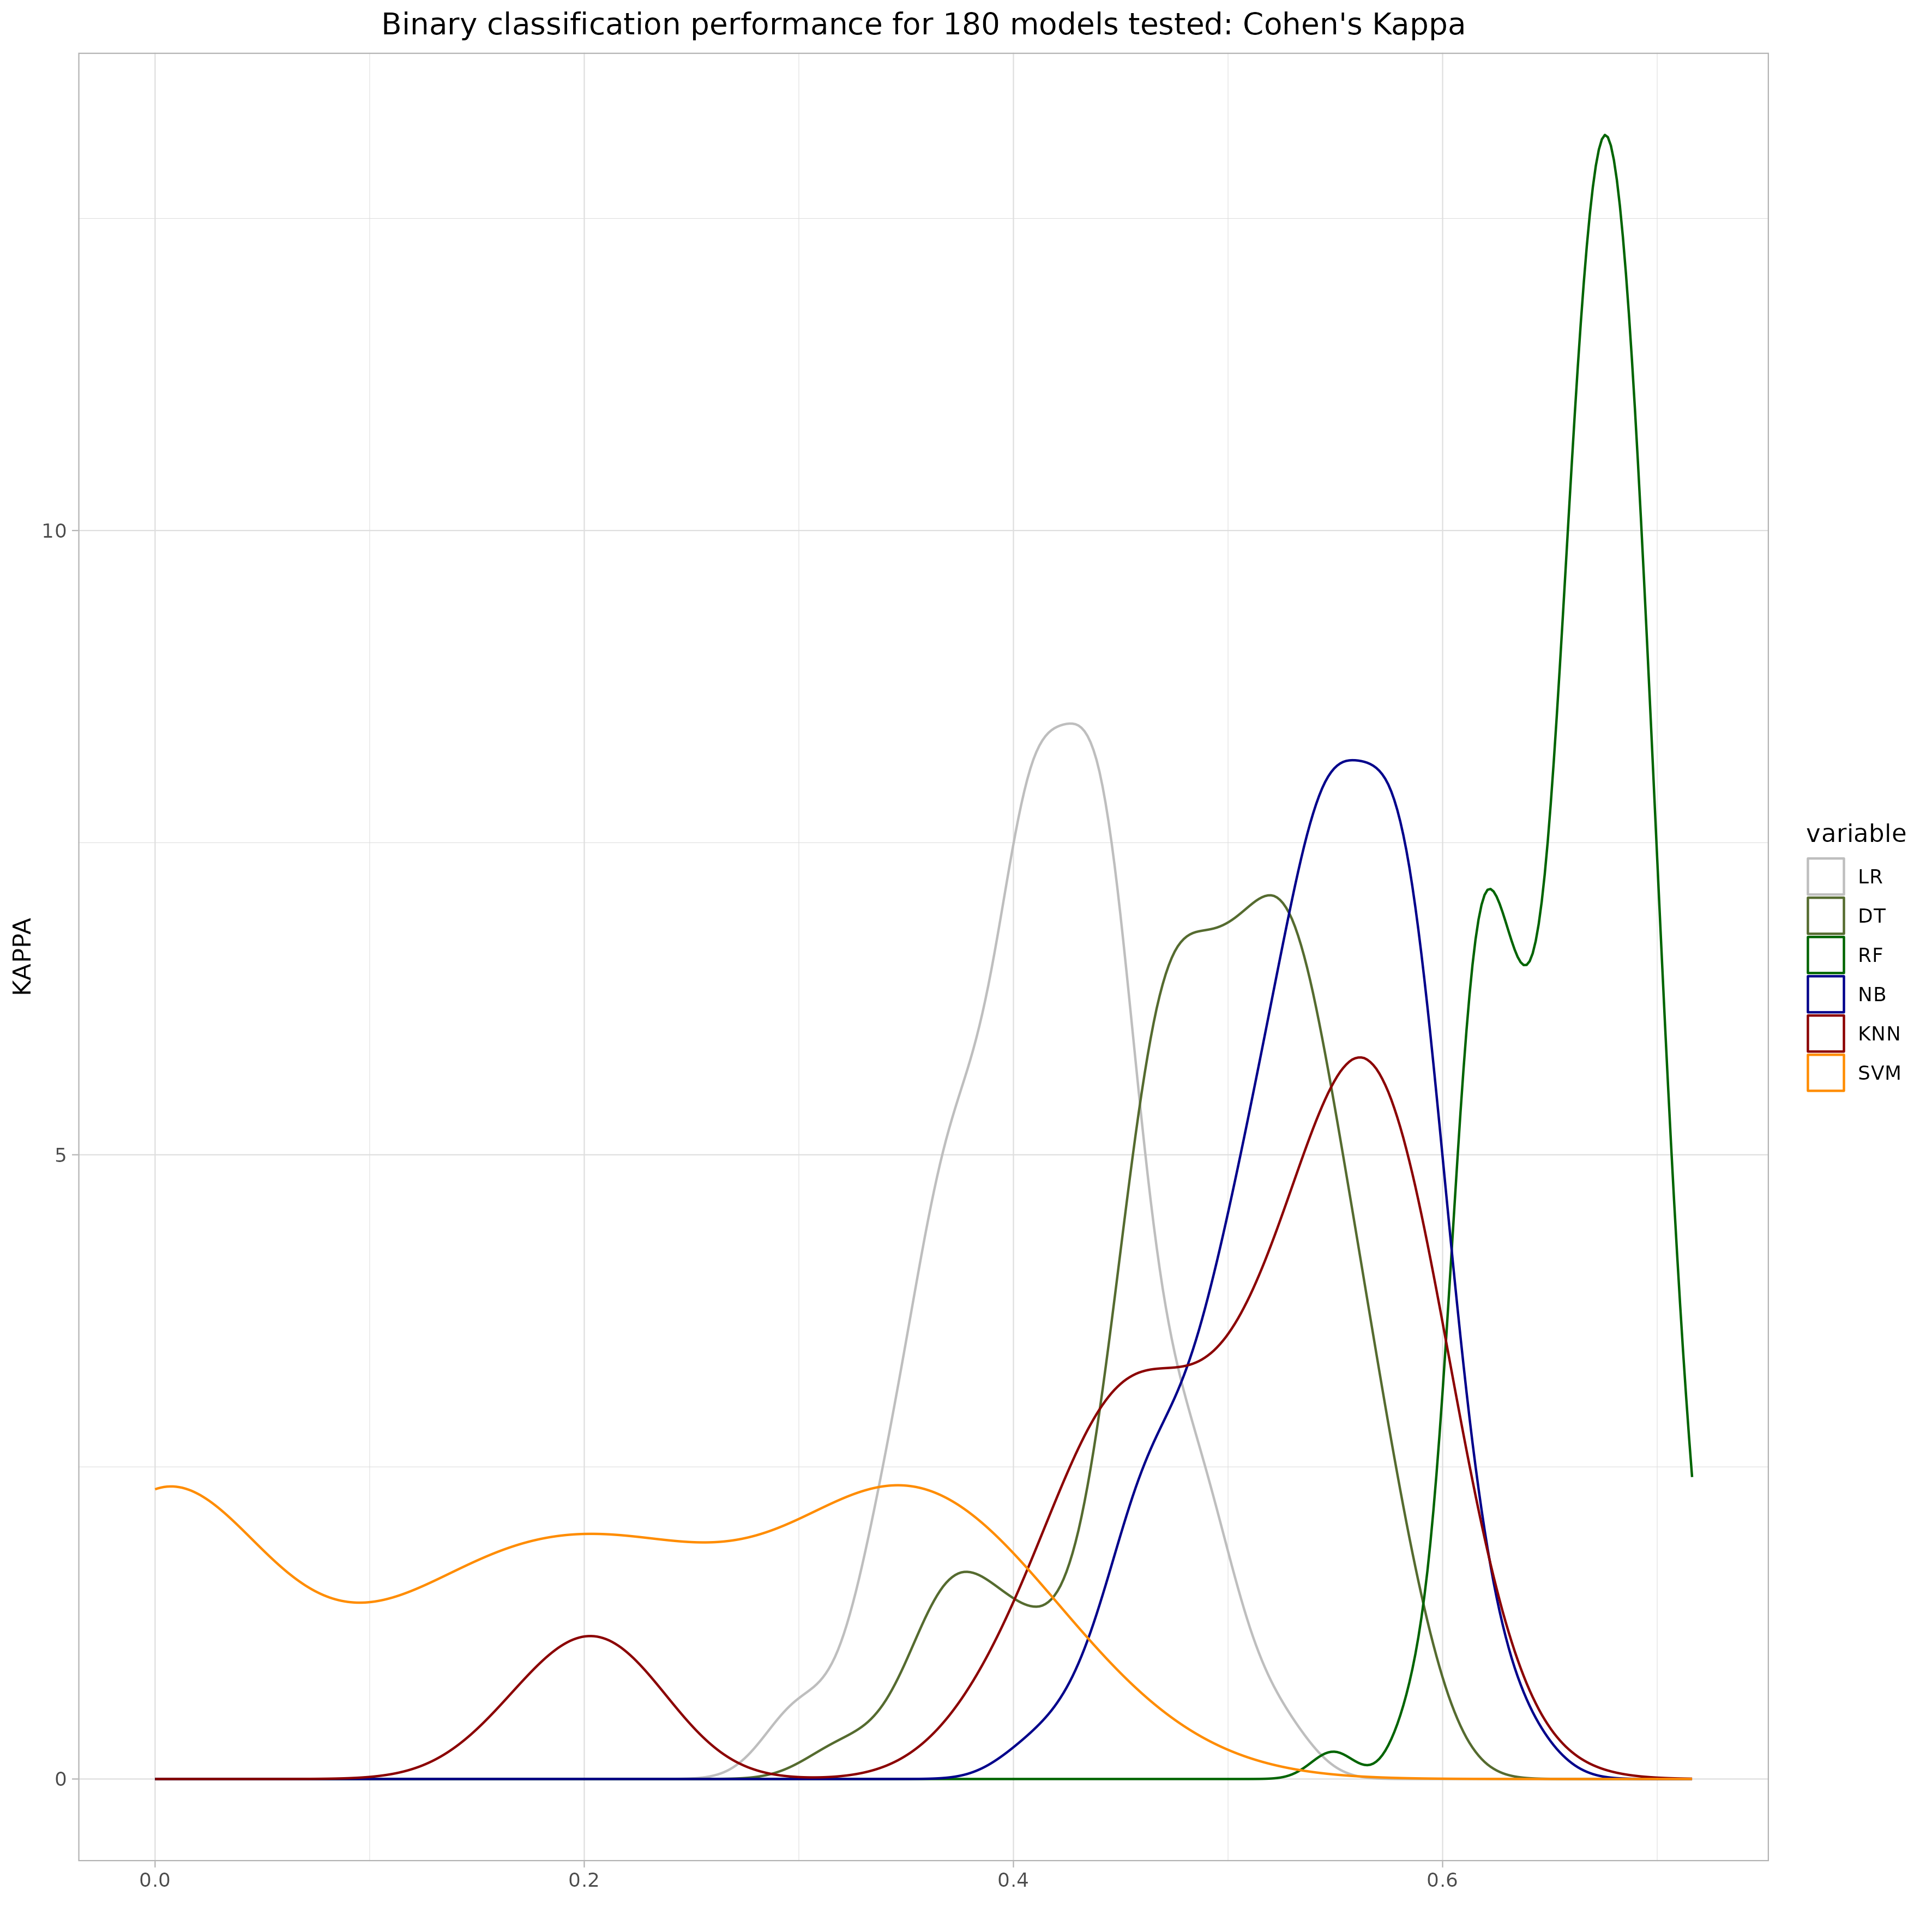 Binary classification performance for 180 models tested: Cohen's Kappa
KAPPA
10
5
0
0.0
0.2
0.4
0.6
variable
LR
DT
RF
NB
KNN
SVM